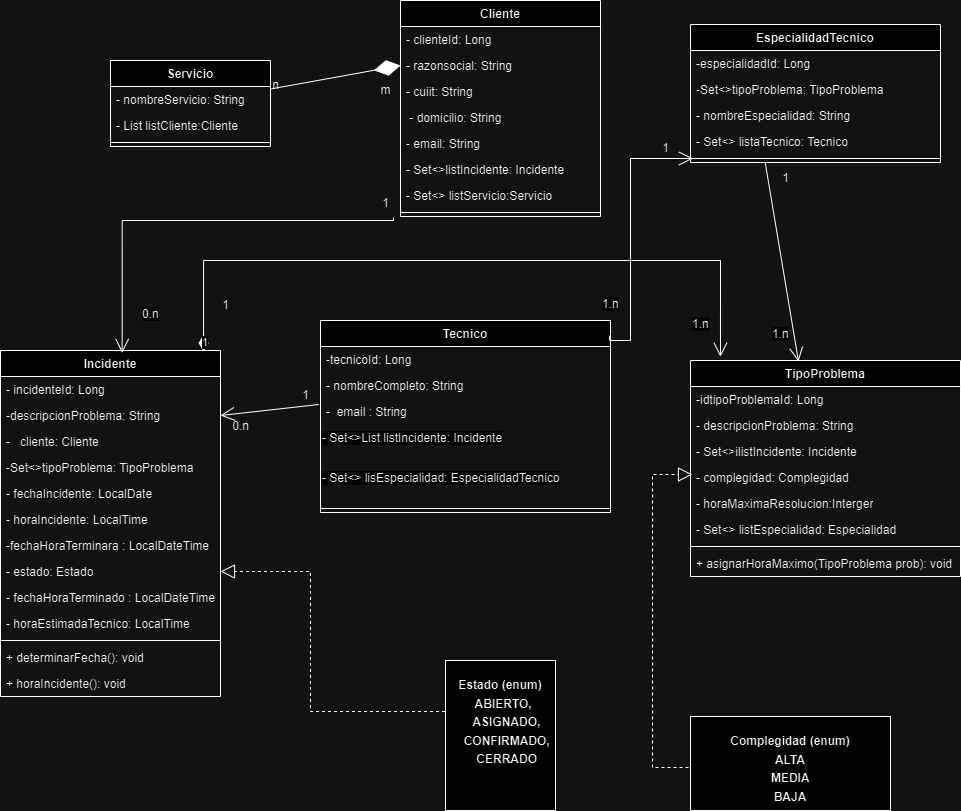 Cliente
- clienteId: Long
- razonsocial: String
- cuiit: String
- domicilio: String
- email: String
- Set<>listIncidente: Incidente
- Set<> listServicio:Servicio
Servicio
- nombreServicio: String
- List listCliente:Cliente
n
m
EspecialidadTecnico
-especialidadId: Long
-Set<>tipoProblema: TipoProblema
- nombreEspecialidad: String
- Set<> listaTecnico: Tecnico
1
1
1
0.n
1
1
1.n
1.n
1.n
Tecnico
-tecnicoId: Long
- nombreCompleto: String
- email : String
- Set<>List listIncidente: Incidente
- Set<> lisEspecialidad: EspecialidadTecnico
1
0.n
Incidente
- incidenteId: Long
-descripcionProblema: String
- cliente: Cliente
-Set<>tipoProblema: TipoProblema
- fechaIncidente: LocalDate
- horaIncidente: LocalTime
-fechaHoraTerminara : LocalDateTime
- estado: Estado
- fechaHoraTerminado : LocalDateTime
- horaEstimadaTecnico: LocalTime
+ determinarFecha(): void
+ horaIncidente(): void
TipoProblema
-idtipoProblemaId: Long
- descripcionProblema: String
- Set<>ilistIncidente: Incidente
- complegidad: Complegidad
- horaMaximaResolucion:Interger
- Set<> listEspecialidad: Especialidad
+ asignarHoraMaximo(TipoProblema prob): void
Estado (enum)
ABIERTO,
ASIGNADO,
CONFIRMADO,
CERRADO
Complegidad (enum)
ALTA
MEDIA
BAJA